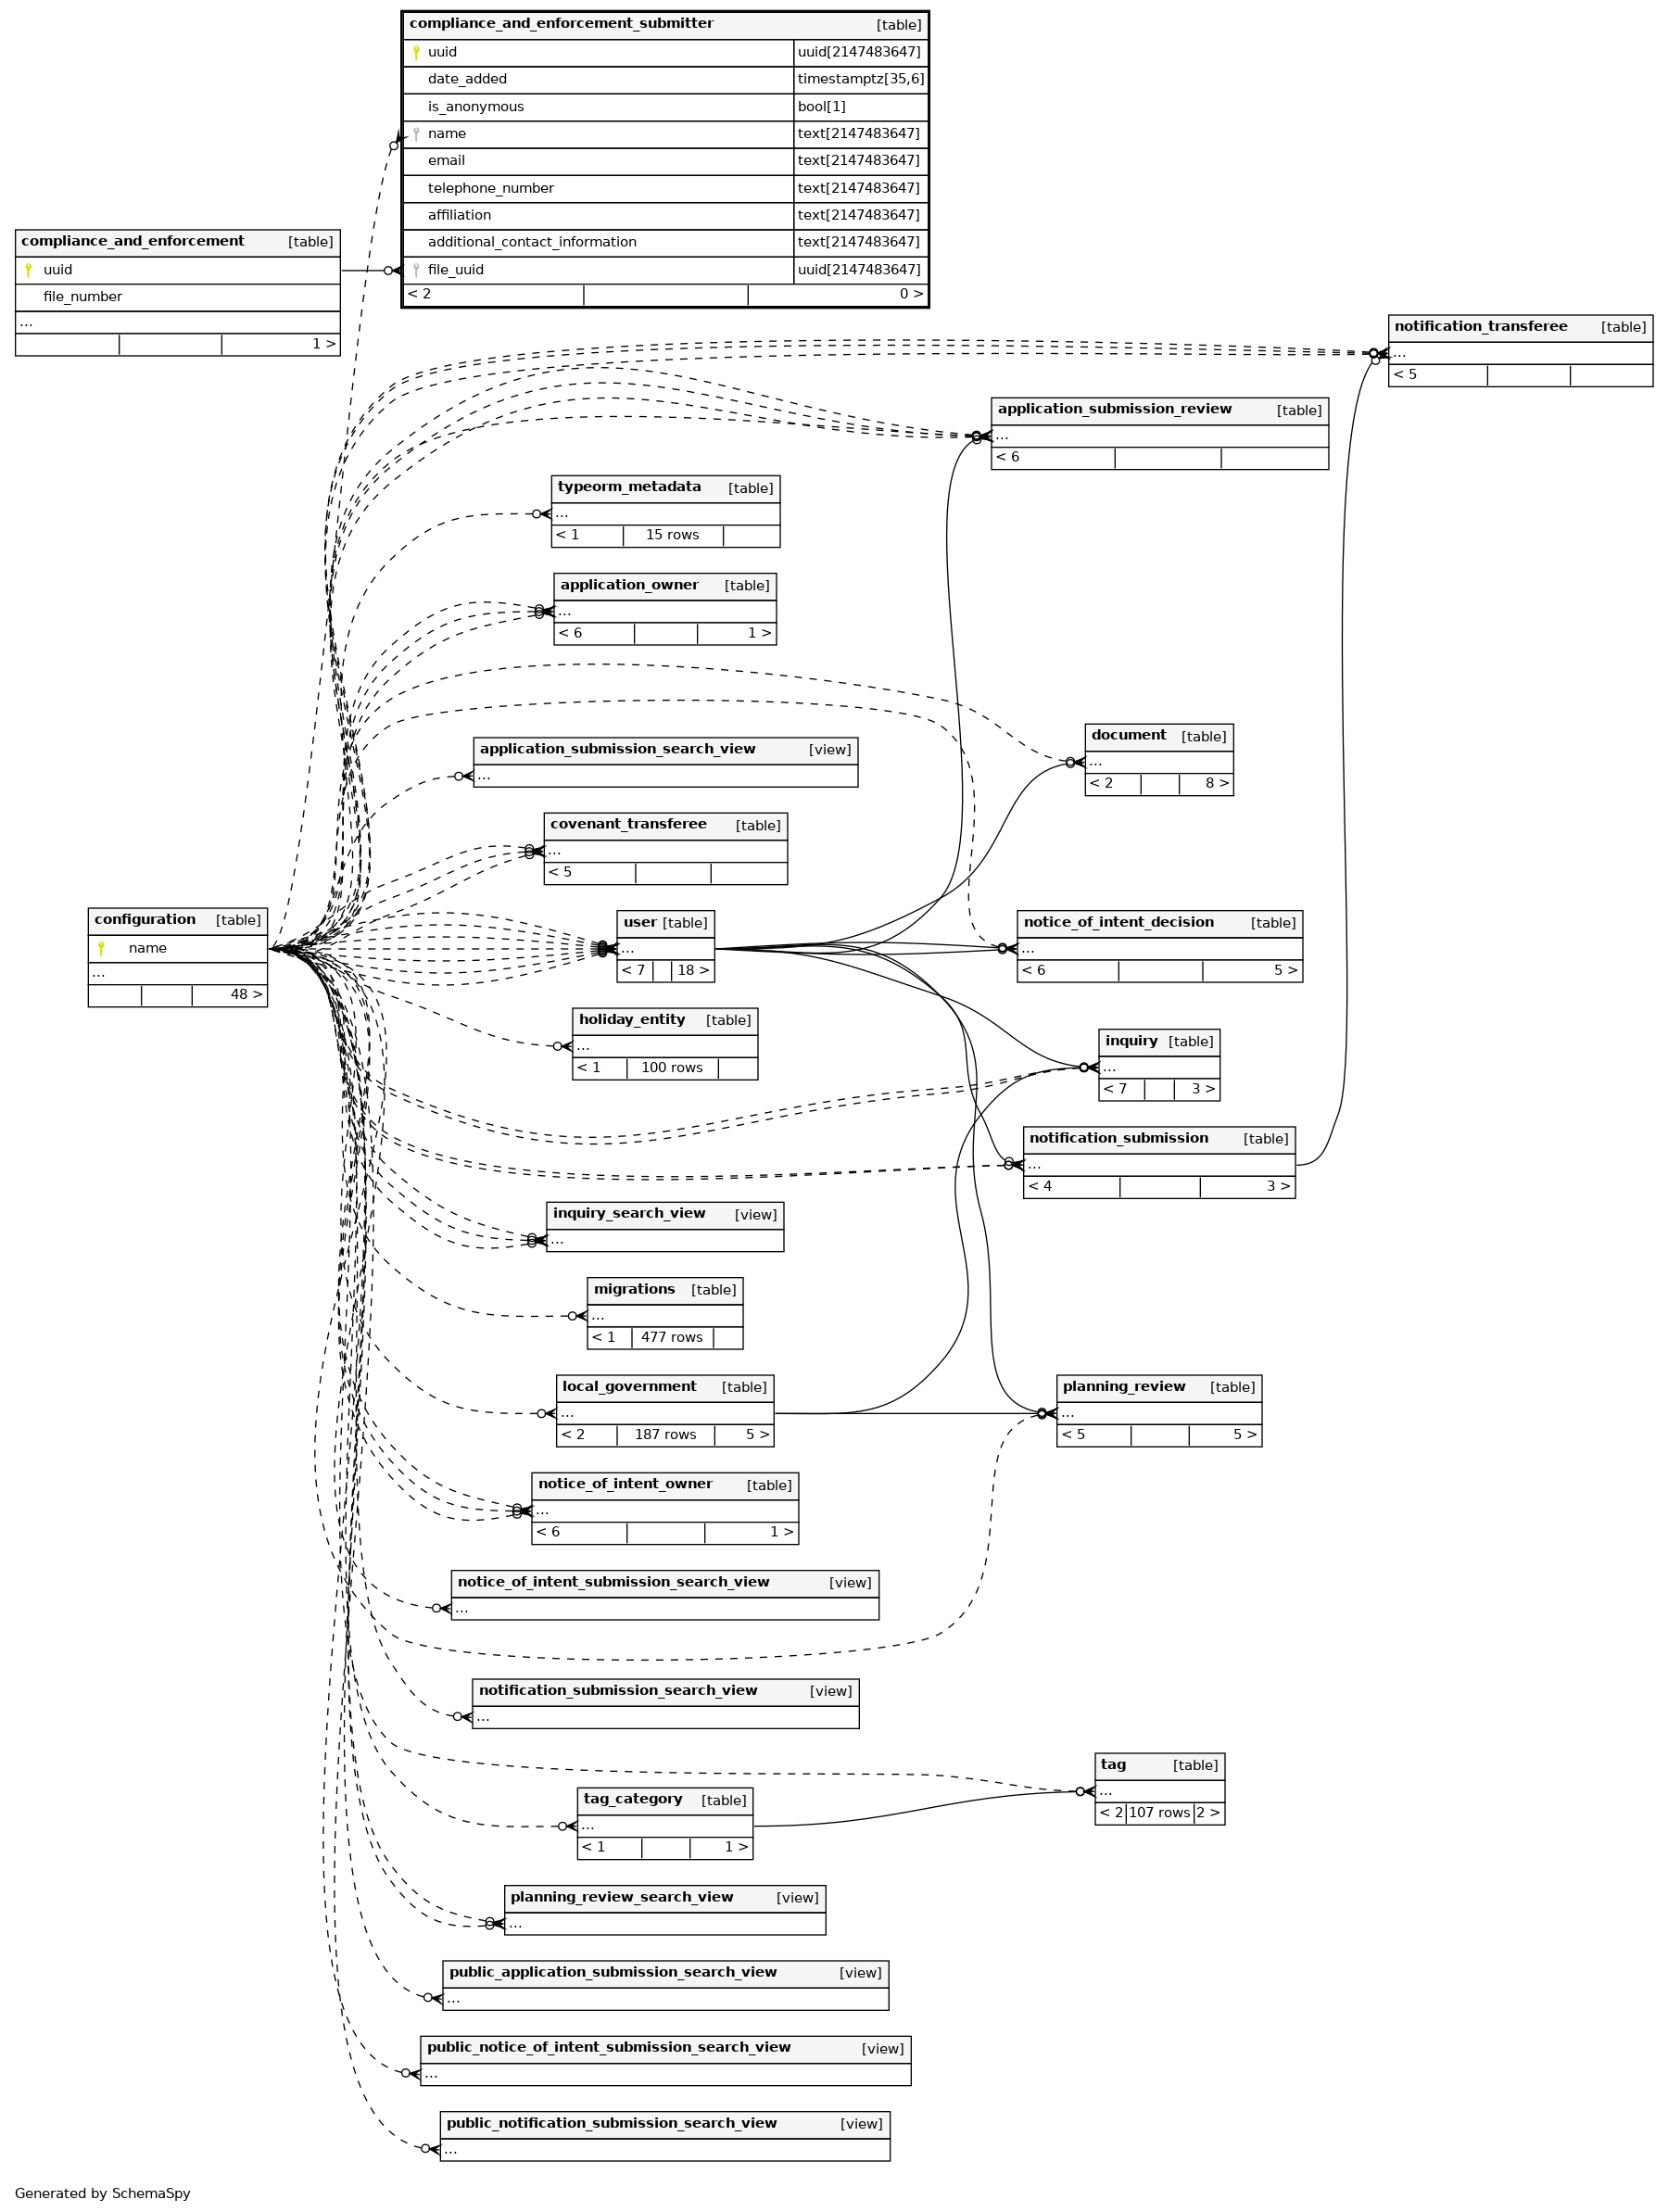 compliance_and_enforcement_submitter [table]
uuid uuid[2147483647]
date_added timestamptz[35,6]
is_anonymous bool[1]
name text[2147483647]
email text[2147483647]
telephone_number text[2147483647]
affiliation text[2147483647]
additional_contact_information text[2147483647]
file_uuid uuid[2147483647]
< 2 0 >
compliance_and_enforcement [table]
uuid
file_number
...
1 >
notification_transferee [table]
...
< 5
application_submission_review [table]
...
< 6
typeorm_metadata [table]
...
< 1 15 rows
application_owner [table]
...
< 6 1 >
document [table]
...
< 2 8 >
application_submission_search_view [view]
...
covenant_transferee [table]
...
< 5
configuration [table]
name
...
48 >
user [table]
...
< 7 18 >
notice_of_intent_decision [table]
...
< 6 5 >
holiday_entity [table]
...
< 1 100 rows
inquiry [table]
...
< 7 3 >
notification_submission [table]
...
< 4 3 >
inquiry_search_view [view]
...
migrations [table]
...
< 1 477 rows
local_government [table]
...
< 2 187 rows 5 >
planning_review [table]
...
< 5 5 >
notice_of_intent_owner [table]
...
< 6 1 >
notice_of_intent_submission_search_view [view]
...
notification_submission_search_view [view]
...
tag [table]
...
< 2 107 rows 2 >
tag_category [table]
...
< 1 1 >
planning_review_search_view [view]
...
public_application_submission_search_view [view]
...
public_notice_of_intent_submission_search_view [view]
...
public_notification_submission_search_view [view]
...
Generated by SchemaSpy